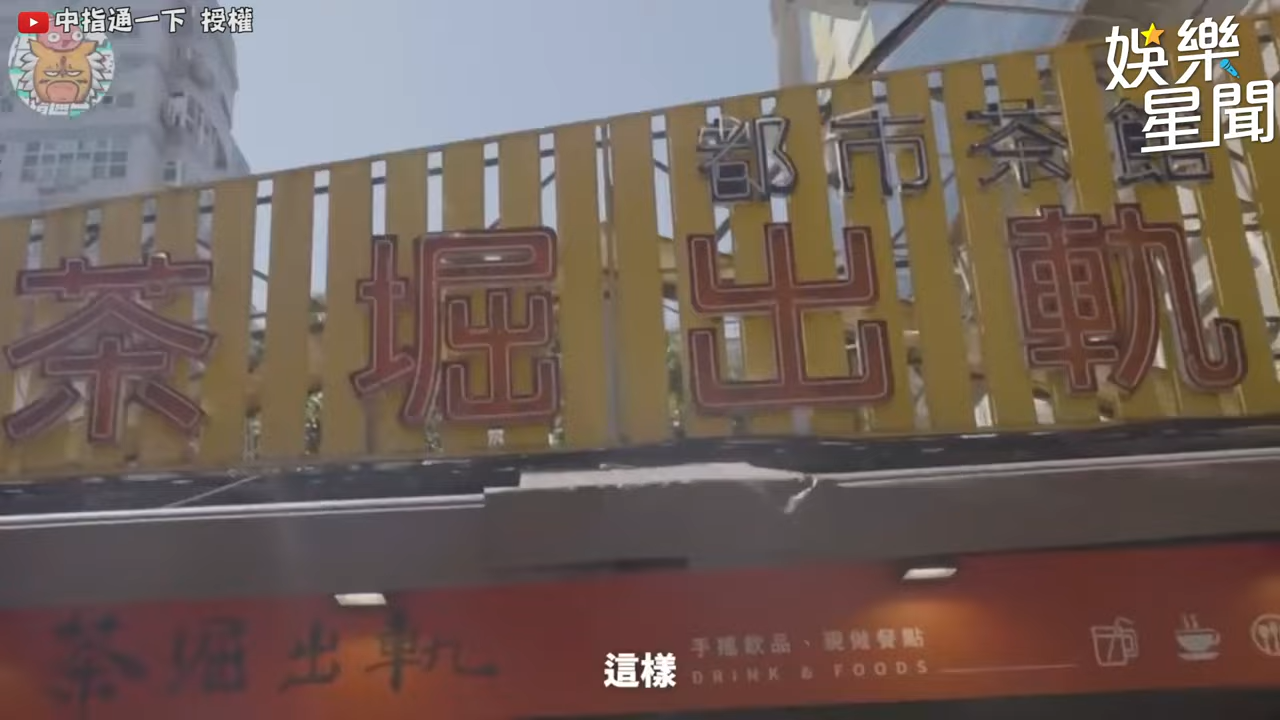 中指通一下 授權
娛樂
星聞
都市茶館
茶堀出軌
茶堀出軌
手搖飲品、現做餐點
DRINK & FOODS
這樣